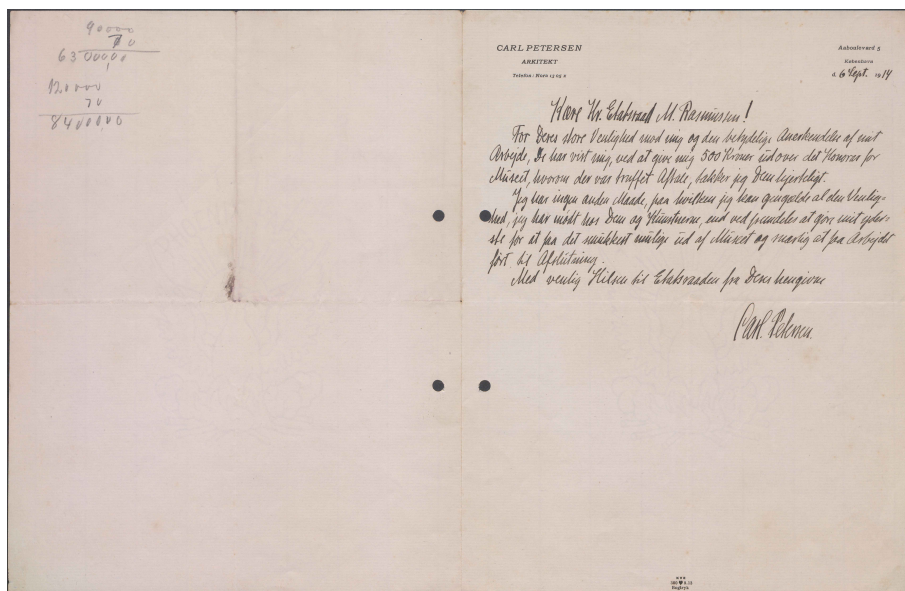 90000
70
6300000
120000
70
8400000
CARL PETERSEN
ARKITEKT
Telefon: Nora 1305 x
Aaboulevard 5
København
d. 6 Sept. 1914
Kære Hr. Etatsraad M. Rasmussen!
For Deres store Venlighed mod mig og den betydelige Anerkendelse af mit
Arbejde, De har vist mig, ved at give mig 500 Kroner udover det Honorar for
Museet, hvorom der var truffet Aftale, takker jeg Dem hjerteligt.
Jeg har ingen anden Maade, paa hvilken jeg kan gengælde al den Venlig-
hed, jeg har mødt hos Dem og Kunstnerne, end ved fremdeles at gøre mit yder-
ste for at faa det smukkest mulige ud af Museet og snarlig at faa Arbejdet
ført til Afslutning.
Med venlig Hilsen til Etatsraaden fra Deres hengivne
Carl Petersen.